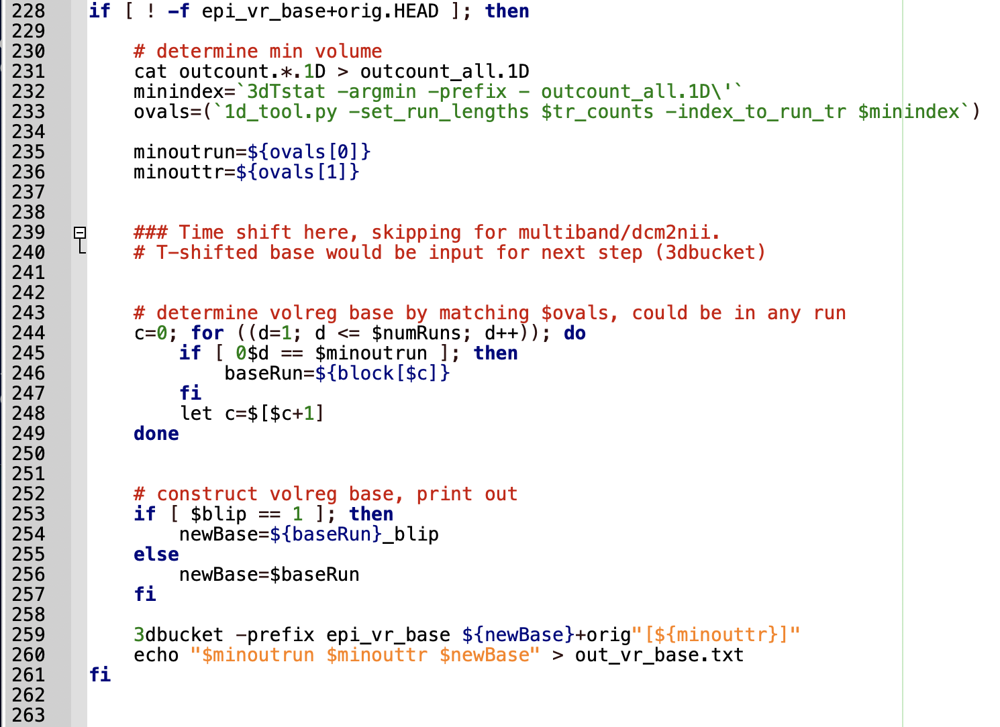 228 if [ ! -f epi_vr_base+orig.HEAD ]; then
229
230     # determine min volume
231     cat outcount.*.1D > outcount_all.1D
232     minindex=`3dTstat -argmin -prefix - outcount_all.1D\'`
233     ovals=(`1d_tool.py -set_run_lengths $tr_counts -index_to_run_tr $minindex`)
234
235     minoutrun=${ovals[0]}
236     minouttr=${ovals[1]}
237
238
239     ### Time shift here, skipping for multiband/dcm2nii.
240     # T-shifted base would be input for next step (3dbucket)
241
242
243     # determine volreg base by matching $ovals, could be in any run
244     c=0; for ((d=1; d <= $numRuns; d++)); do
245         if [ 0$d == $minoutrun ]; then
246             baseRun=${block[$c]}
247         fi
248         let c=$[$c+1]
249     done
250
251
252     # construct volreg base, print out
253     if [ $blip == 1 ]; then
254         newBase=${baseRun}_blip
255     else
256         newBase=$baseRun
257     fi
258
259     3dbucket -prefix epi_vr_base ${newBase}+orig"[${minouttr}]"
260     echo "$minoutrun $minouttr $newBase" > out_vr_base.txt
261 fi
262
263